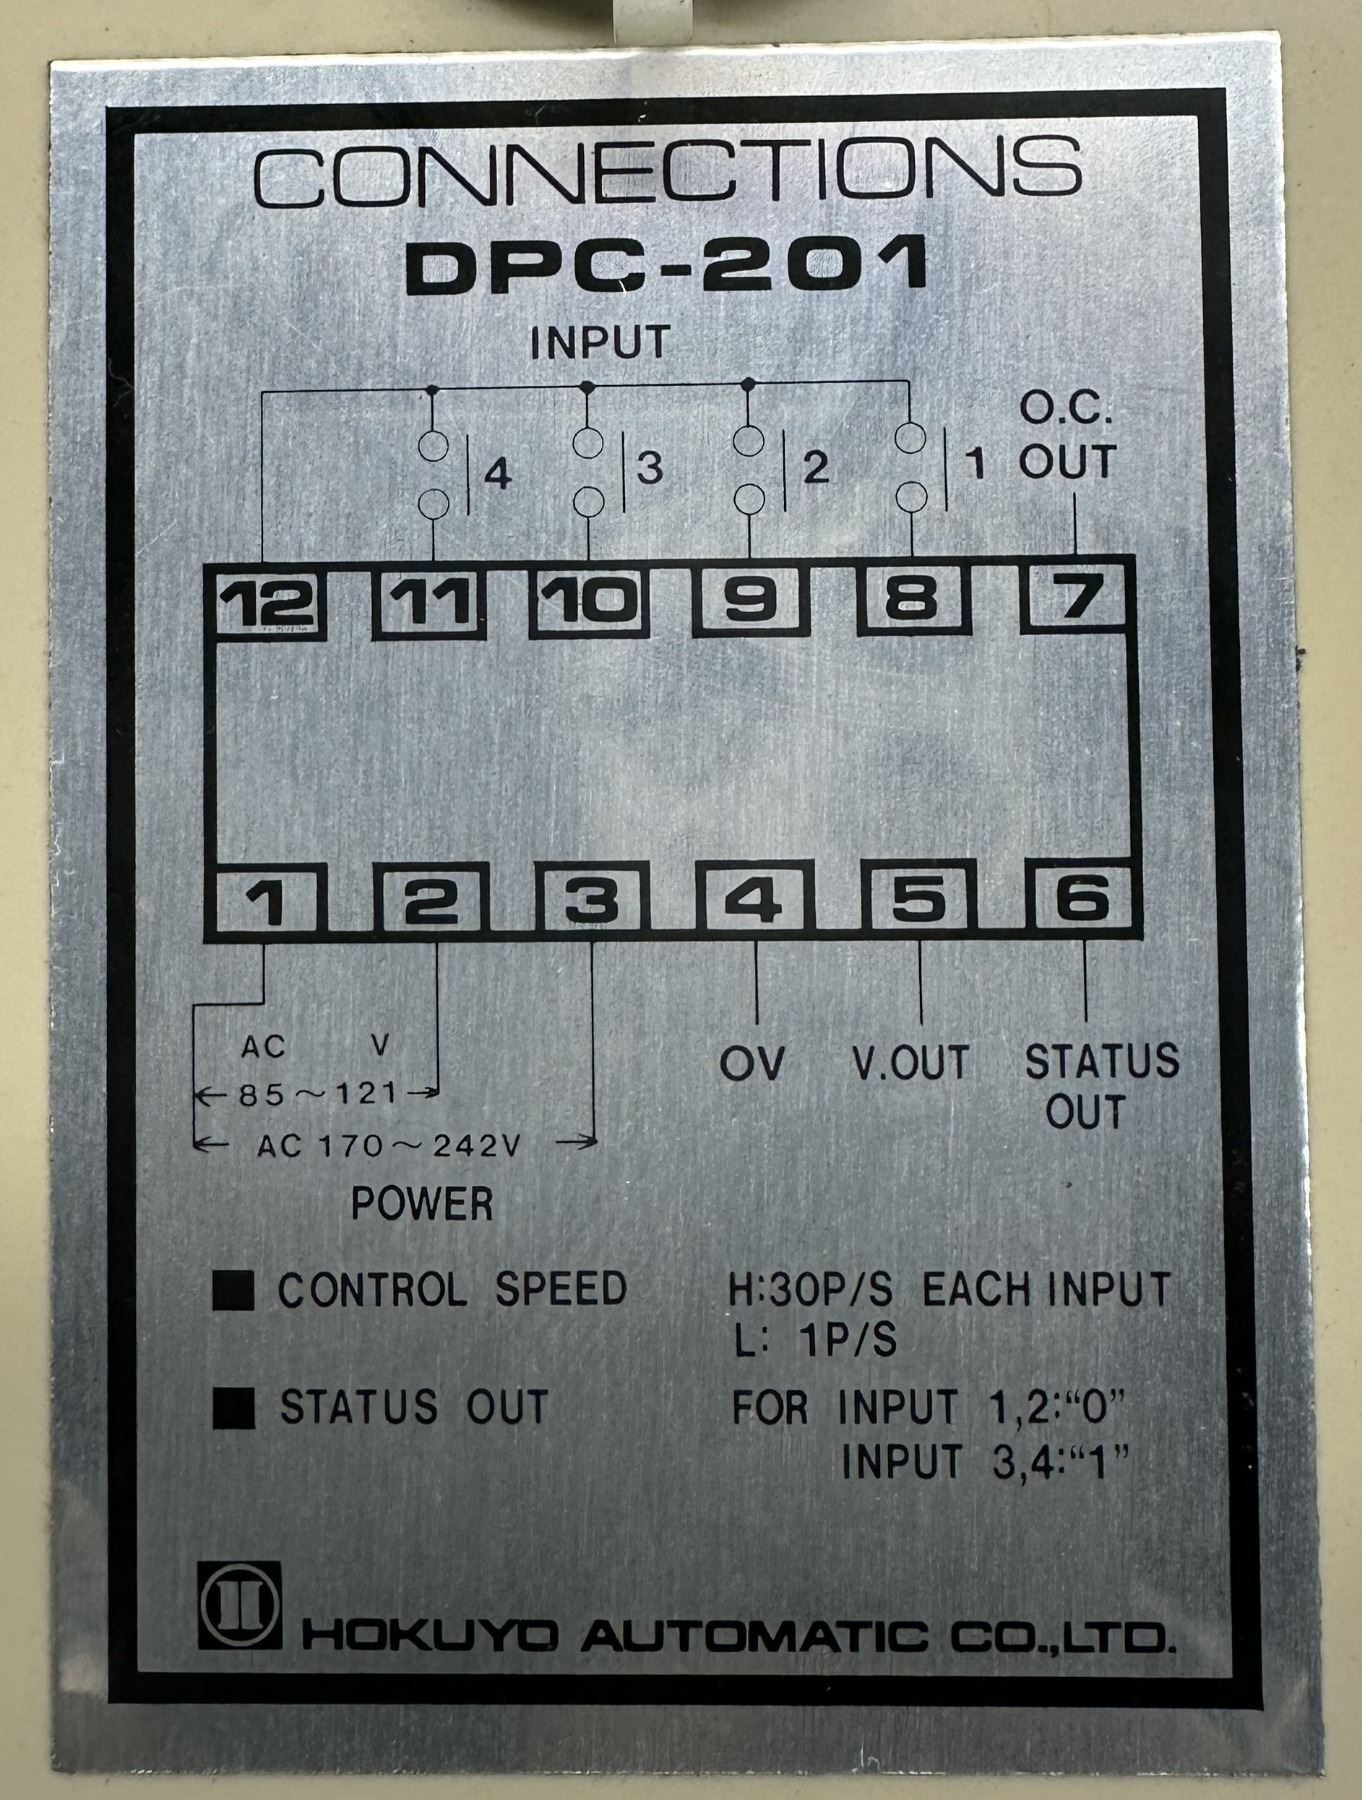 CONNECTIONS
DPC-201
INPUT
O.C.
OUT
4 3 2 1
12 11 10 9 8 7
1 2 3 4 5 6
AC V
85～121
AC 170～242V
POWER
OV V.OUT STATUS
OUT
■ CONTROL SPEED H:30P/S EACH INPUT
L: 1P/S
■ STATUS OUT FOR INPUT 1,2:“0”
INPUT 3,4:“1”
HOKUYO AUTOMATIC CO.,LTD.